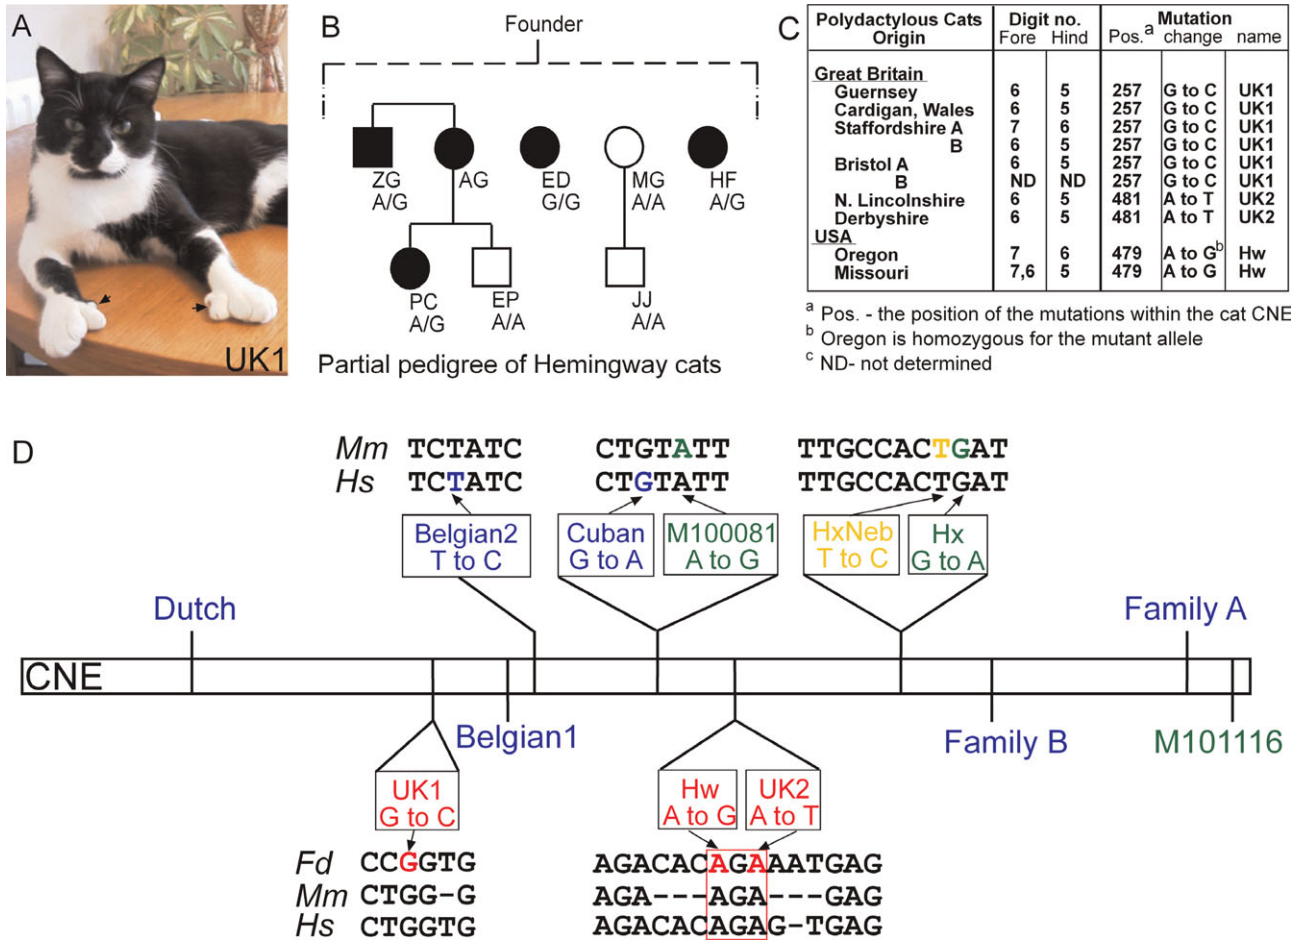 A
UK1
B
Founder
ZG
A/G
AG
ED
G/G
MG
A/A
HF
A/G
PC
A/G
EP
A/A
JJ
A/A
Partial pedigree of Hemingway cats
C
Polydactylous Cats Origin Digit no. Mutation
Fore Hind Pos.a change name
Great Britain
Guernsey 6 5 257 G to C UK1
Cardigan, Wales 6 5 257 G to C UK1
Staffordshire A 7 6 257 G to C UK1
B 6 5 257 G to C UK1
Bristol A 6 5 257 G to C UK1
B ND ND 257 G to C UK1
N. Lincolnshire 6 5 481 A to T UK2
Derbyshire 6 5 481 A to T UK2
USA
Oregon 7 6 479 A to Gb Hw
Missouri 7,6 5 479 A to G Hw
a Pos. - the position of the mutations within the cat CNE
b Oregon is homozygous for the mutant allele
c ND- not determined
D
Mm TCTATC CTGTATT TTGCCACTGAT
Hs TCTATC CTGTATT TTGCCACTGAT
Belgian2
T to C
Cuban
G to A
M100081
A to G
HxNeb
T to C
Hx
G to A
Dutch
Family A
CNE
Belgian1
Family B
M101116
UK1
G to C
Hw
A to G
UK2
A to T
Fd CCGGTG AGACACAGAAATGAG
Mm CTGG-G AGA---AGA---GAG
Hs CTGGTG AGACACAGAG-TGAG